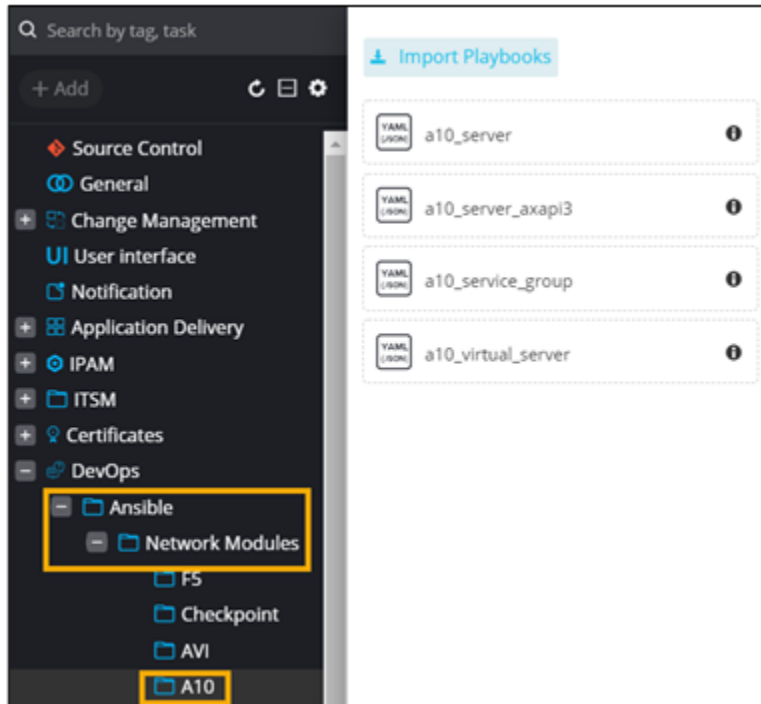 Search by tag, task
+ Add
Source Control
General
Change Management
UI User interface
Notification
Application Delivery
IPAM
ITSM
Certificates
DevOps
Ansible
Network Modules
F5
Checkpoint
AVI
A10
Import Playbooks
YAML (JSON) a10_server
YAML (JSON) a10_server_axapi3
YAML (JSON) a10_service_group
YAML (JSON) a10_virtual_server